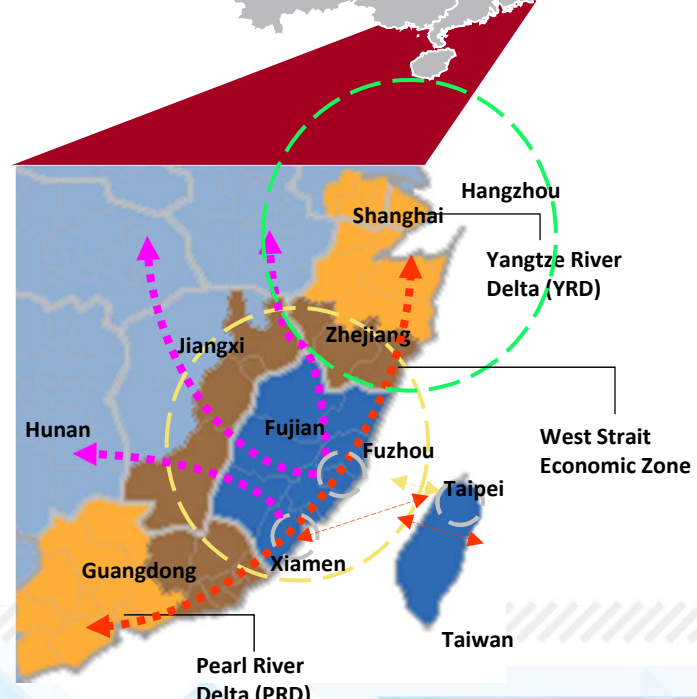 Hangzhou
Shanghai
Yangtze River
Delta (YRD)
Zhejiang
Jiangxi
Hunan
Fujian
Fuzhou
West Strait
Economic Zone
Taipei
Xiamen
Guangdong
Taiwan
Pearl River
Delta (PRD)